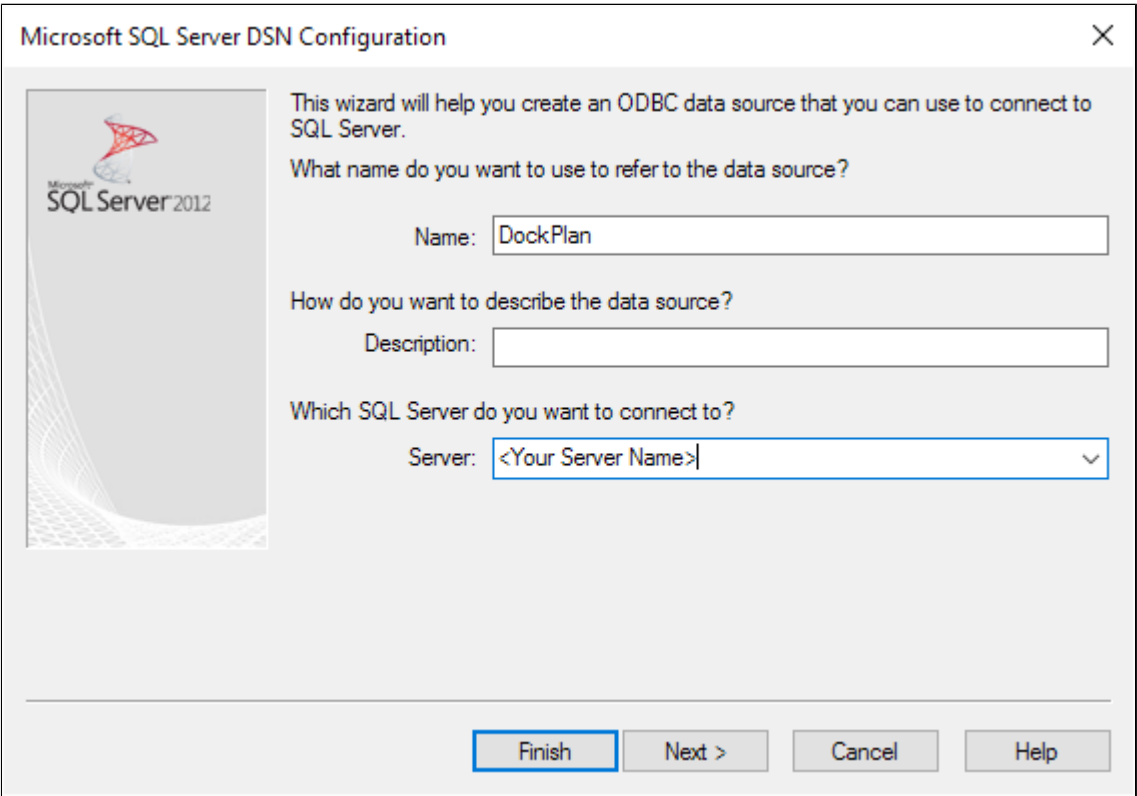 Microsoft SQL Server DSN Configuration
Microsoft
SQL Server 2012
This wizard will help you create an ODBC data source that you can use to connect to
SQL Server.
What name do you want to use to refer to the data source?
Name: DockPlan
How do you want to describe the data source?
Description:
Which SQL Server do you want to connect to?
Server: <Your Server Name>
Finish Next > Cancel Help